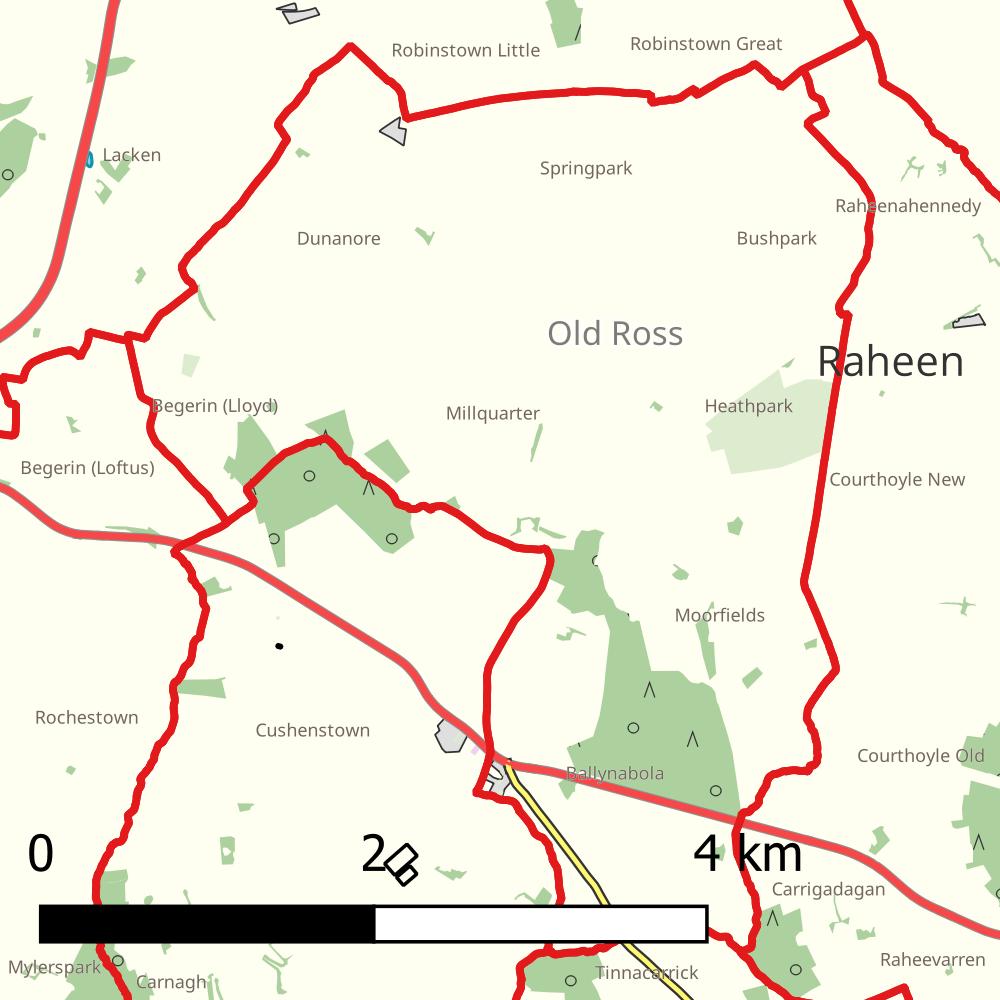 Robinstown Great
Robinstown Little
Lacken
Springpark
Raheenahennedy
Dunanore
Bushpark
Old Ross
Raheen
Begerin (Lloyd)
Millquarter
Heathpark
Begerin (Loftus)
Courthoyle New
Moorfields
Rochestown
Cushenstown
Courthoyle Old
Ballynabola
0
2
4 km
Carrigadagan
Raheevarren
Mylerspark
Tinnacarrick
Carnagh